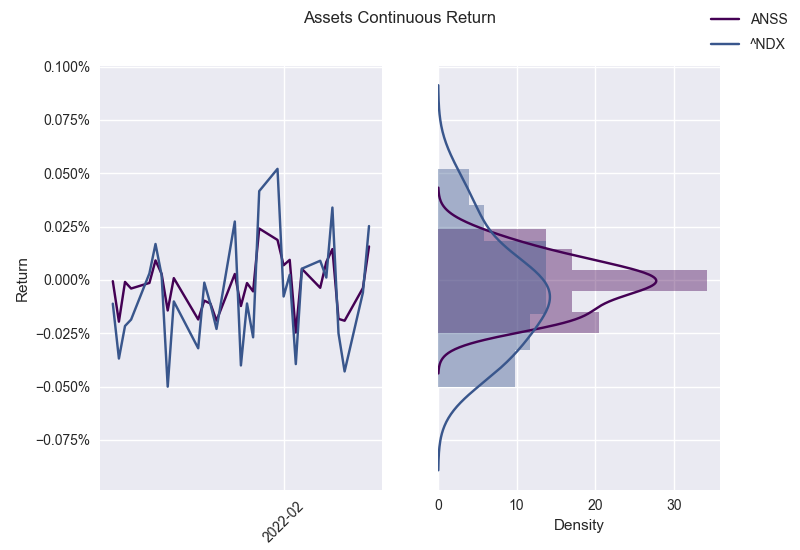 Assets Continuous Return
ANSS
^NDX
Return
0.100%
0.075%
0.050%
0.025%
0.000%
−0.025%
−0.050%
−0.075%
2022-02
0 10 20 30
Density